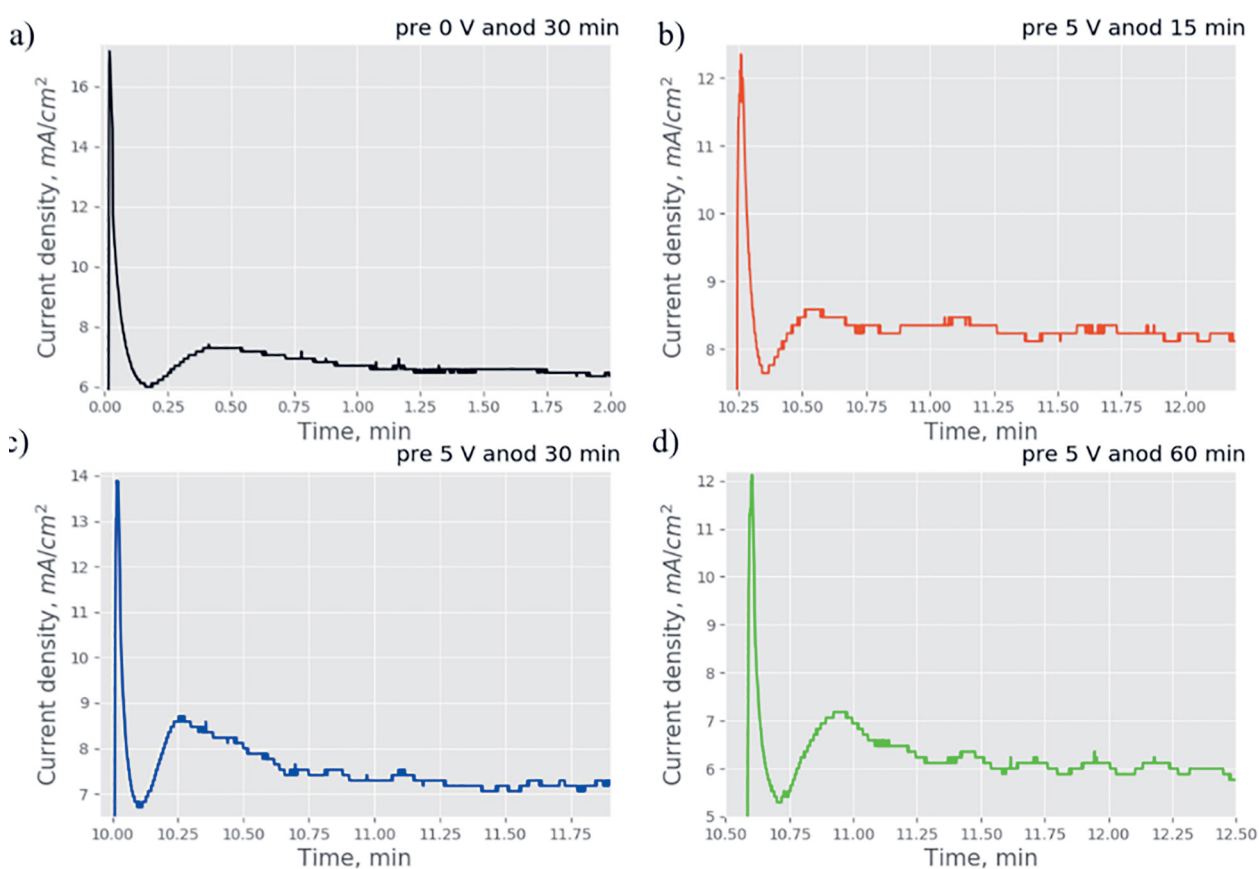 a)
pre 0 V anod 30 min
Current density, mA/cm²
16
14
12
10
8
6
0.00 0.25 0.50 0.75 1.00 1.25 1.50 1.75 2.00
Time, min
b)
pre 5 V anod 15 min
Current density, mA/cm²
12
11
10
9
8
10.25 10.50 10.75 11.00 11.25 11.50 11.75 12.00
Time, min
c)
pre 5 V anod 30 min
Current density, mA/cm²
14
13
12
11
10
9
8
7
10.00 10.25 10.50 10.75 11.00 11.25 11.50 11.75
Time, min
d)
pre 5 V anod 60 min
Current density, mA/cm²
12
11
10
9
8
7
6
5
10.50 10.75 11.00 11.25 11.50 11.75 12.00 12.25 12.50
Time, min